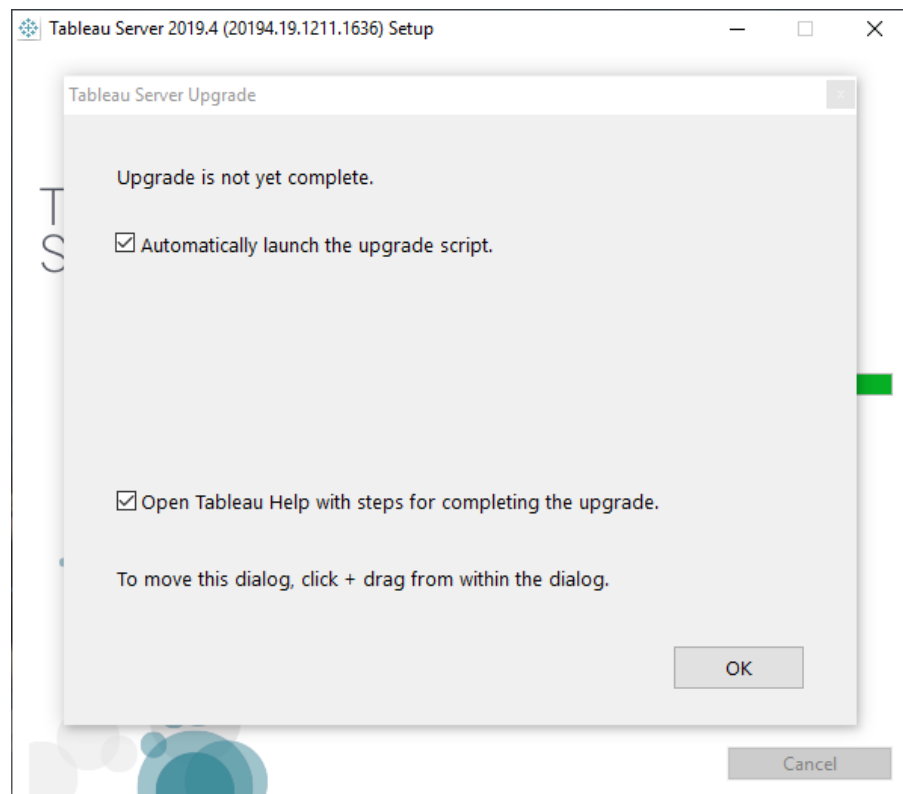 Tableau Server 2019.4 (20194.19.1211.1636) Setup
Tableau Server Upgrade
x
Upgrade is not yet complete.
T
Automatically launch the upgrade script.
S
Open Tableau Help with steps for completing the upgrade.
To move this dialog, click + drag from within the dialog.
OK
Cancel